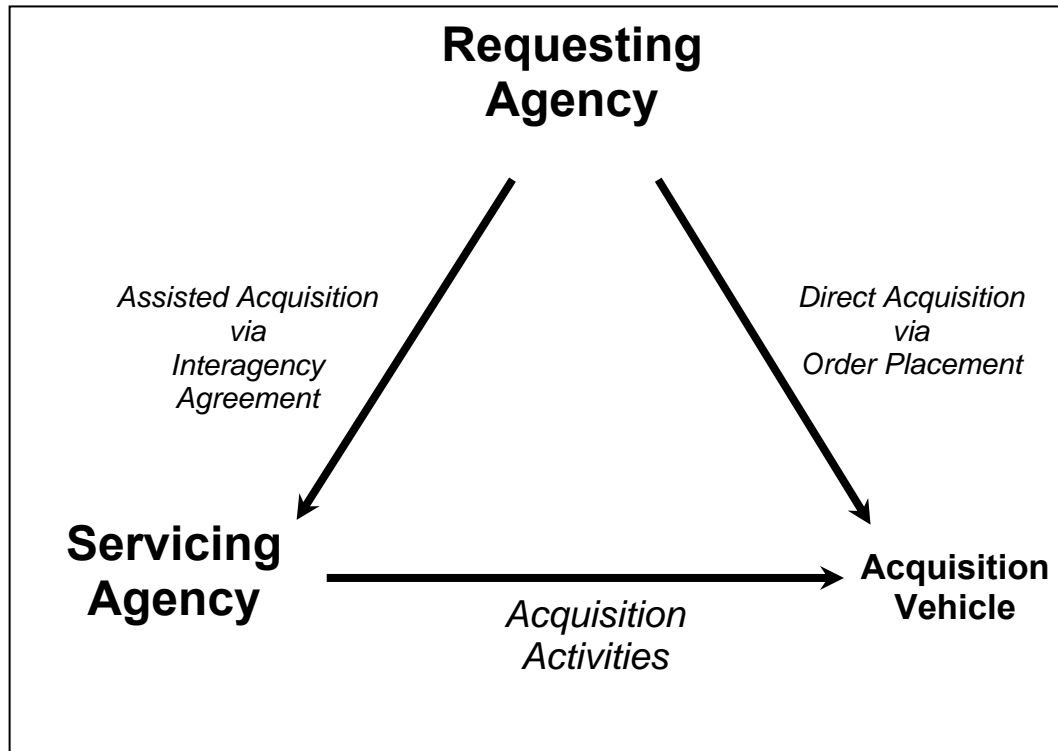 Requesting
Agency
Assisted Acquisition
via
Interagency
Agreement
Direct Acquisition
via
Order Placement
Servicing
Agency
Acquisition
Vehicle
Acquisition
Activities